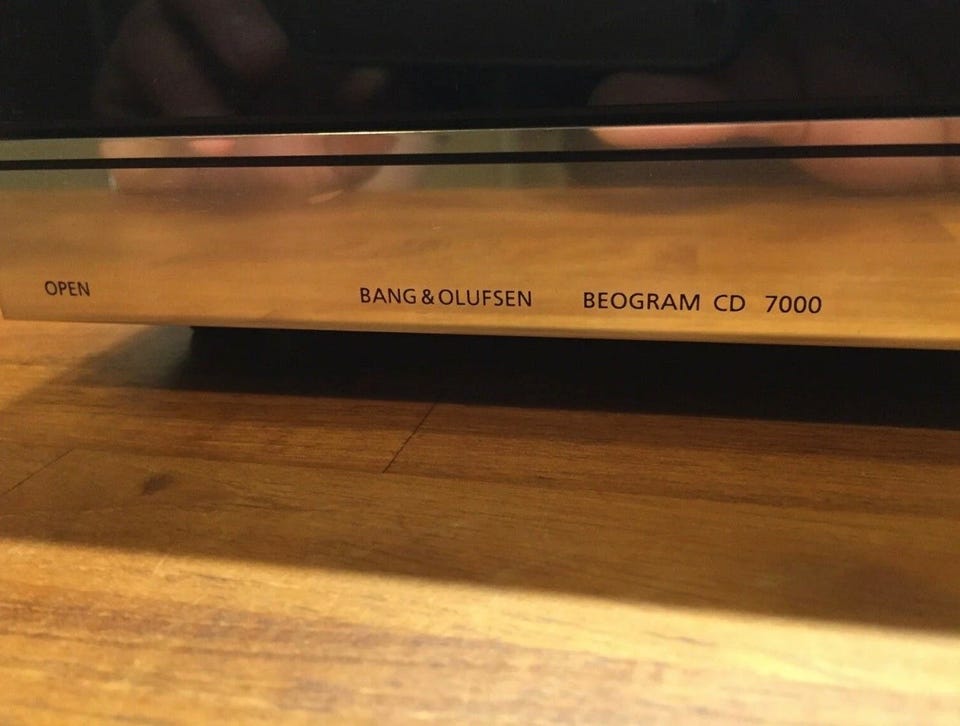 OPEN BANG & OLUFSEN BEOGRAM CD 7000